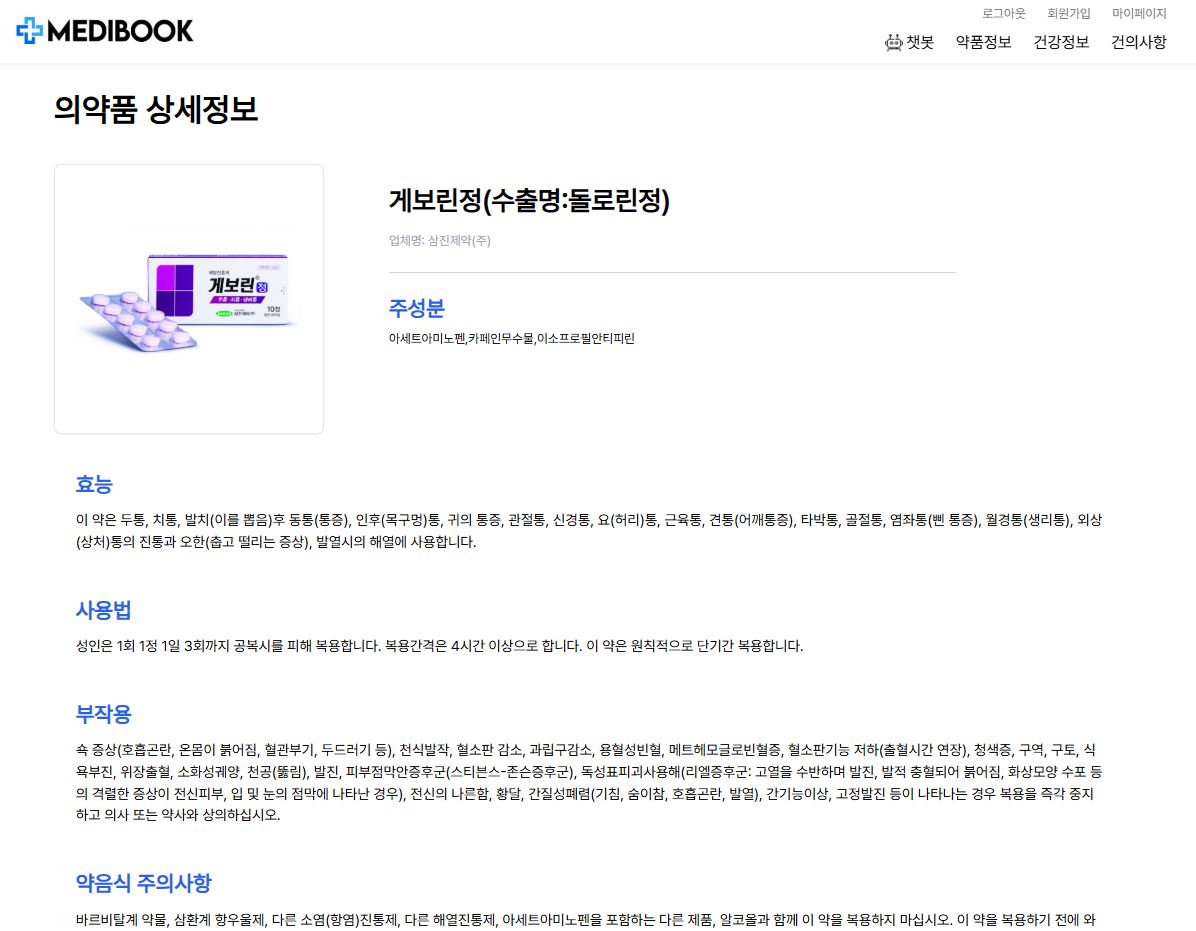 MEDIBOOK
로그아웃 회원가입 마이페이지
챗봇 약품정보 건강정보 건의사항
의약품 상세정보
게보린정(수출명:돌로린정)
업체명: 삼진제약(주)
게보린 정
두통·치통·생리통
10정
주성분
아세트아미노펜,카페인무수물,이소프로필안티피린
효능
이 약은 두통, 치통, 발치(이를 뽑음)후 동통(통증), 인후(목구멍)통, 귀의 통증, 관절통, 신경통, 요(허리)통, 근육통, 견통(어깨통증), 타박통, 골절통, 염좌통(삔 통증), 월경통(생리통), 외상
(상처)통의 진통과 오한(춥고 떨리는 증상), 발열시의 해열에 사용합니다.
사용법
성인은 1회 1정 1일 3회까지 공복시를 피해 복용합니다. 복용간격은 4시간 이상으로 합니다. 이 약은 원칙적으로 단기간 복용합니다.
부작용
쇽 증상(호흡곤란, 온몸이 붉어짐, 혈관부기, 두드러기 등), 천식발작, 혈소판 감소, 과립구감소, 용혈성빈혈, 메트헤모글로빈혈증, 혈소판기능 저하(출혈시간 연장), 청색증, 구역, 구토, 식
욕부진, 위장출혈, 소화성궤양, 천공(뚫림), 발진, 피부점막안증후군(스티븐스-존슨증후군), 독성표피괴사용해(리엘증후군: 고열을 수반하며 발진, 발적 충혈되어 붉어짐, 화상모양 수포 등
의 격렬한 증상이 전신피부, 입 및 눈의 점막에 나타난 경우), 전신의 나른함, 황달, 간질성폐렴(기침, 숨이참, 호흡곤란, 발열), 간기능이상, 고정발진 등이 나타나는 경우 복용을 즉각 중지
하고 의사 또는 약사와 상의하십시오.
약음식 주의사항
바르비탈계 약물, 삼환계 항우울제, 다른 소염(항염)진통제, 다른 해열진통제, 아세트아미노펜을 포함하는 다른 제품, 알코올과 함께 이 약을 복용하지 마십시오. 이 약을 복용하기 전에 와